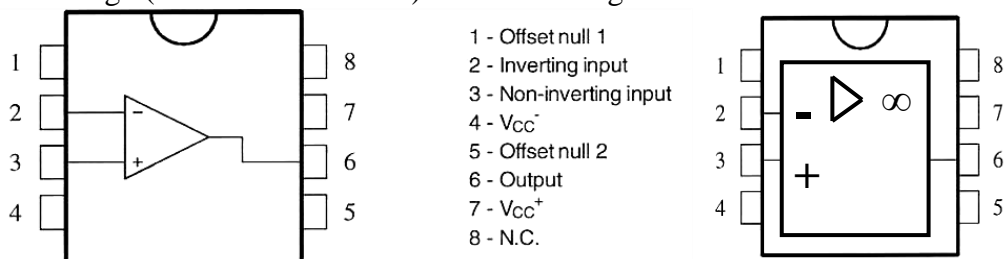 1 - Offset null 1
2 - Inverting input
3 - Non-inverting input
4 - VCC-
5 - Offset null 2
6 - Output
7 - VCC+
8 - N.C.
1
2
3
4
8
7
6
5
-
+
1
2
3
4
8
7
6
5
-
+
∞